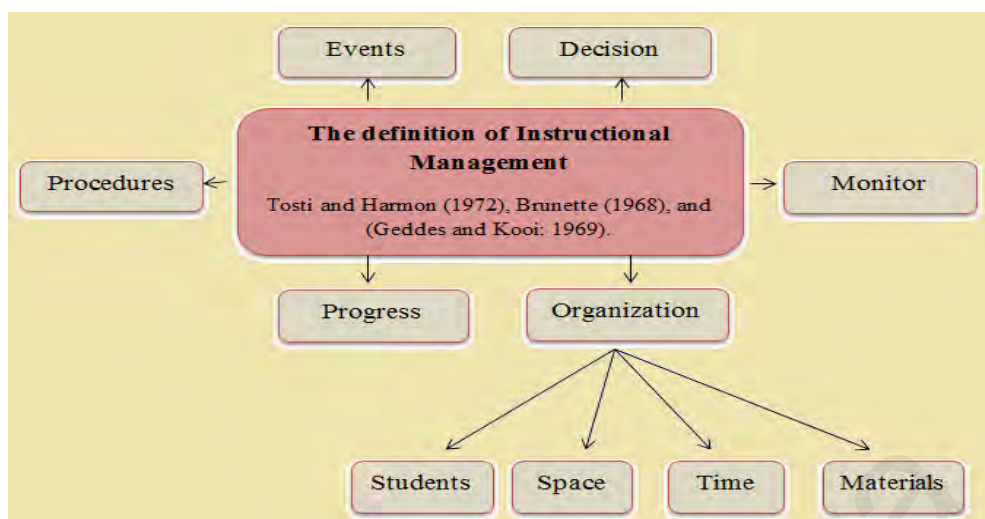 Events
Decision
The definition of Instructional
Management
Tosti and Harmon (1972), Brunette (1968), and
(Geddes and Kooi: 1969).
Procedures
Monitor
Progress
Organization
Students
Space
Time
Materials